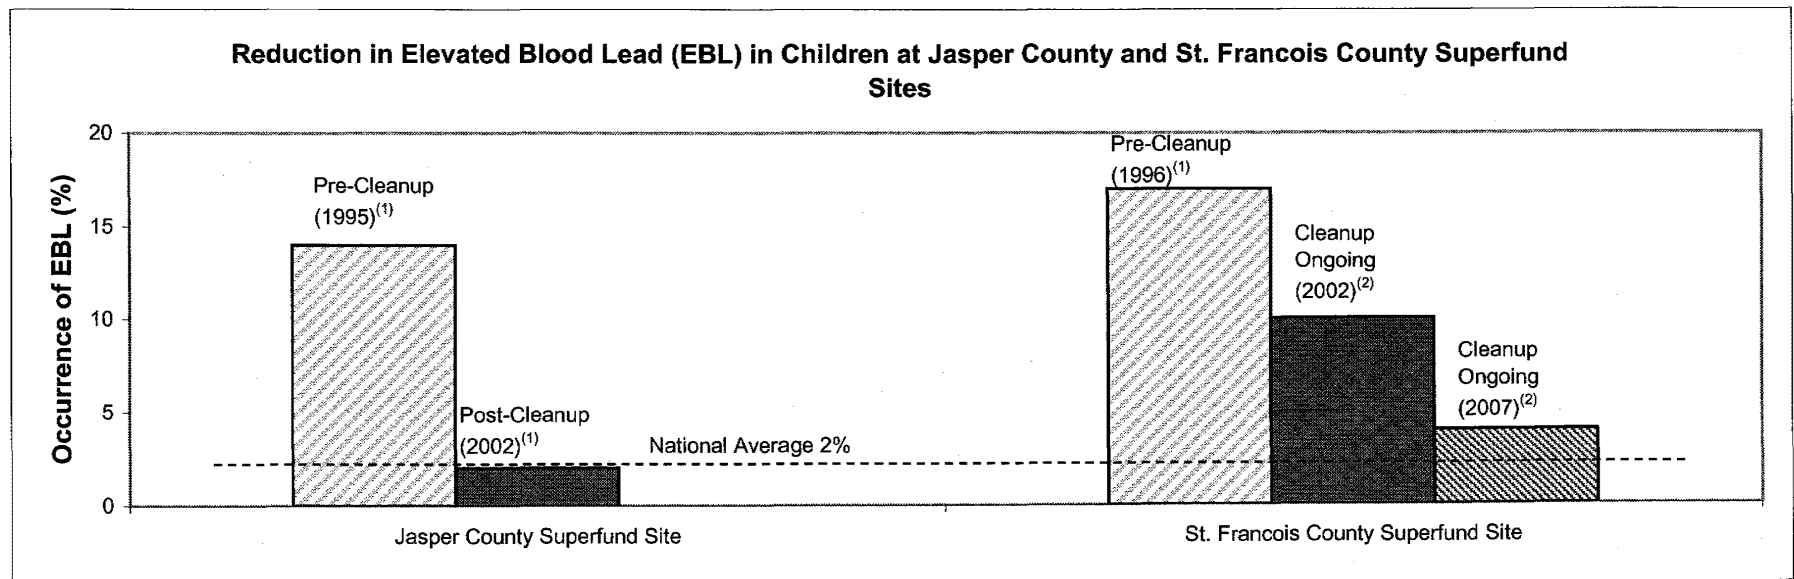 Reduction in Elevated Blood Lead (EBL) in Children at Jasper County and St. Francois County Superfund
Sites
Occurrence of EBL (%)
20
15
10
5
0
Pre-Cleanup
(1995)(1)
Post-Cleanup
(2002)(1)
National Average 2%
Pre-Cleanup
(1996)(1)
Cleanup
Ongoing
(2002)(2)
Cleanup
Ongoing
(2007)(2)
Jasper County Superfund Site
St. Francois County Superfund Site